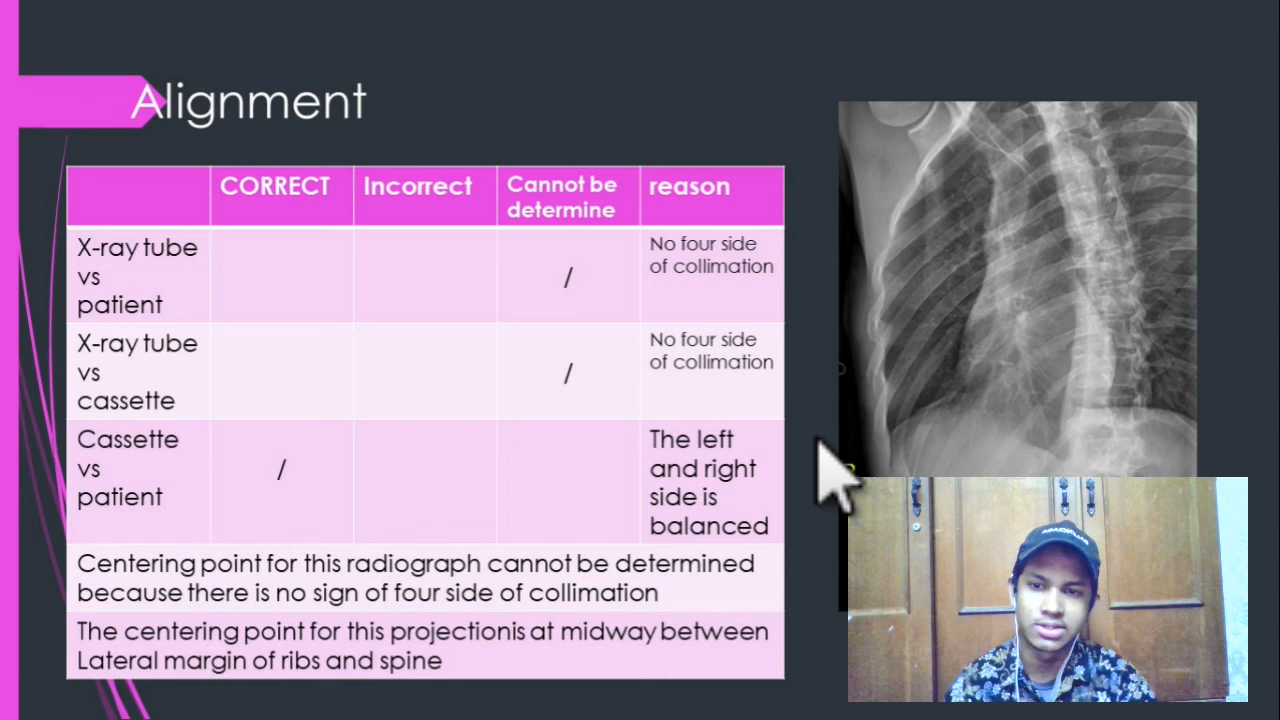 Alignment
CORRECT
Incorrect
Cannot be
determine
reason
X-ray tube
vs
patient
/
No four side
of collimation
X-ray tube
vs
cassette
/
No four side
of collimation
Cassette
vs
patient
/
The left
and right
side is
balanced
Centering point for this radiograph cannot be determined
because there is no sign of four side of collimation
The centering point for this projectionis at midway between
Lateral margin of ribs and spine